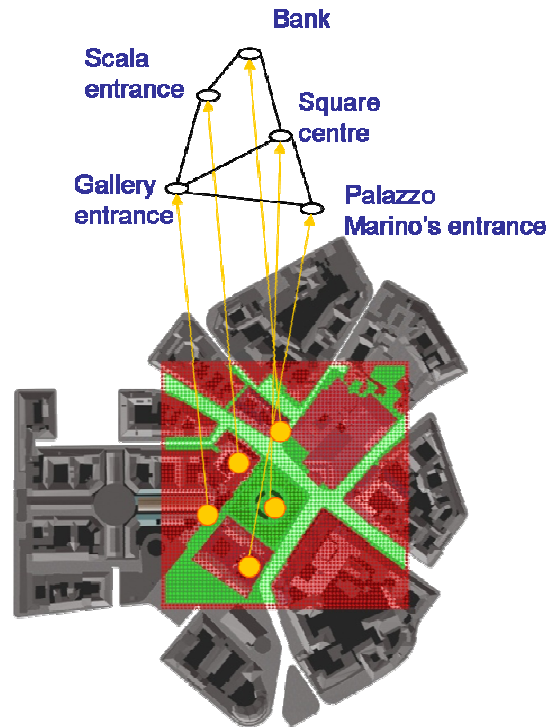 Bank
Scala
entrance
Square
centre
Gallery
entrance
Palazzo
Marino's entrance